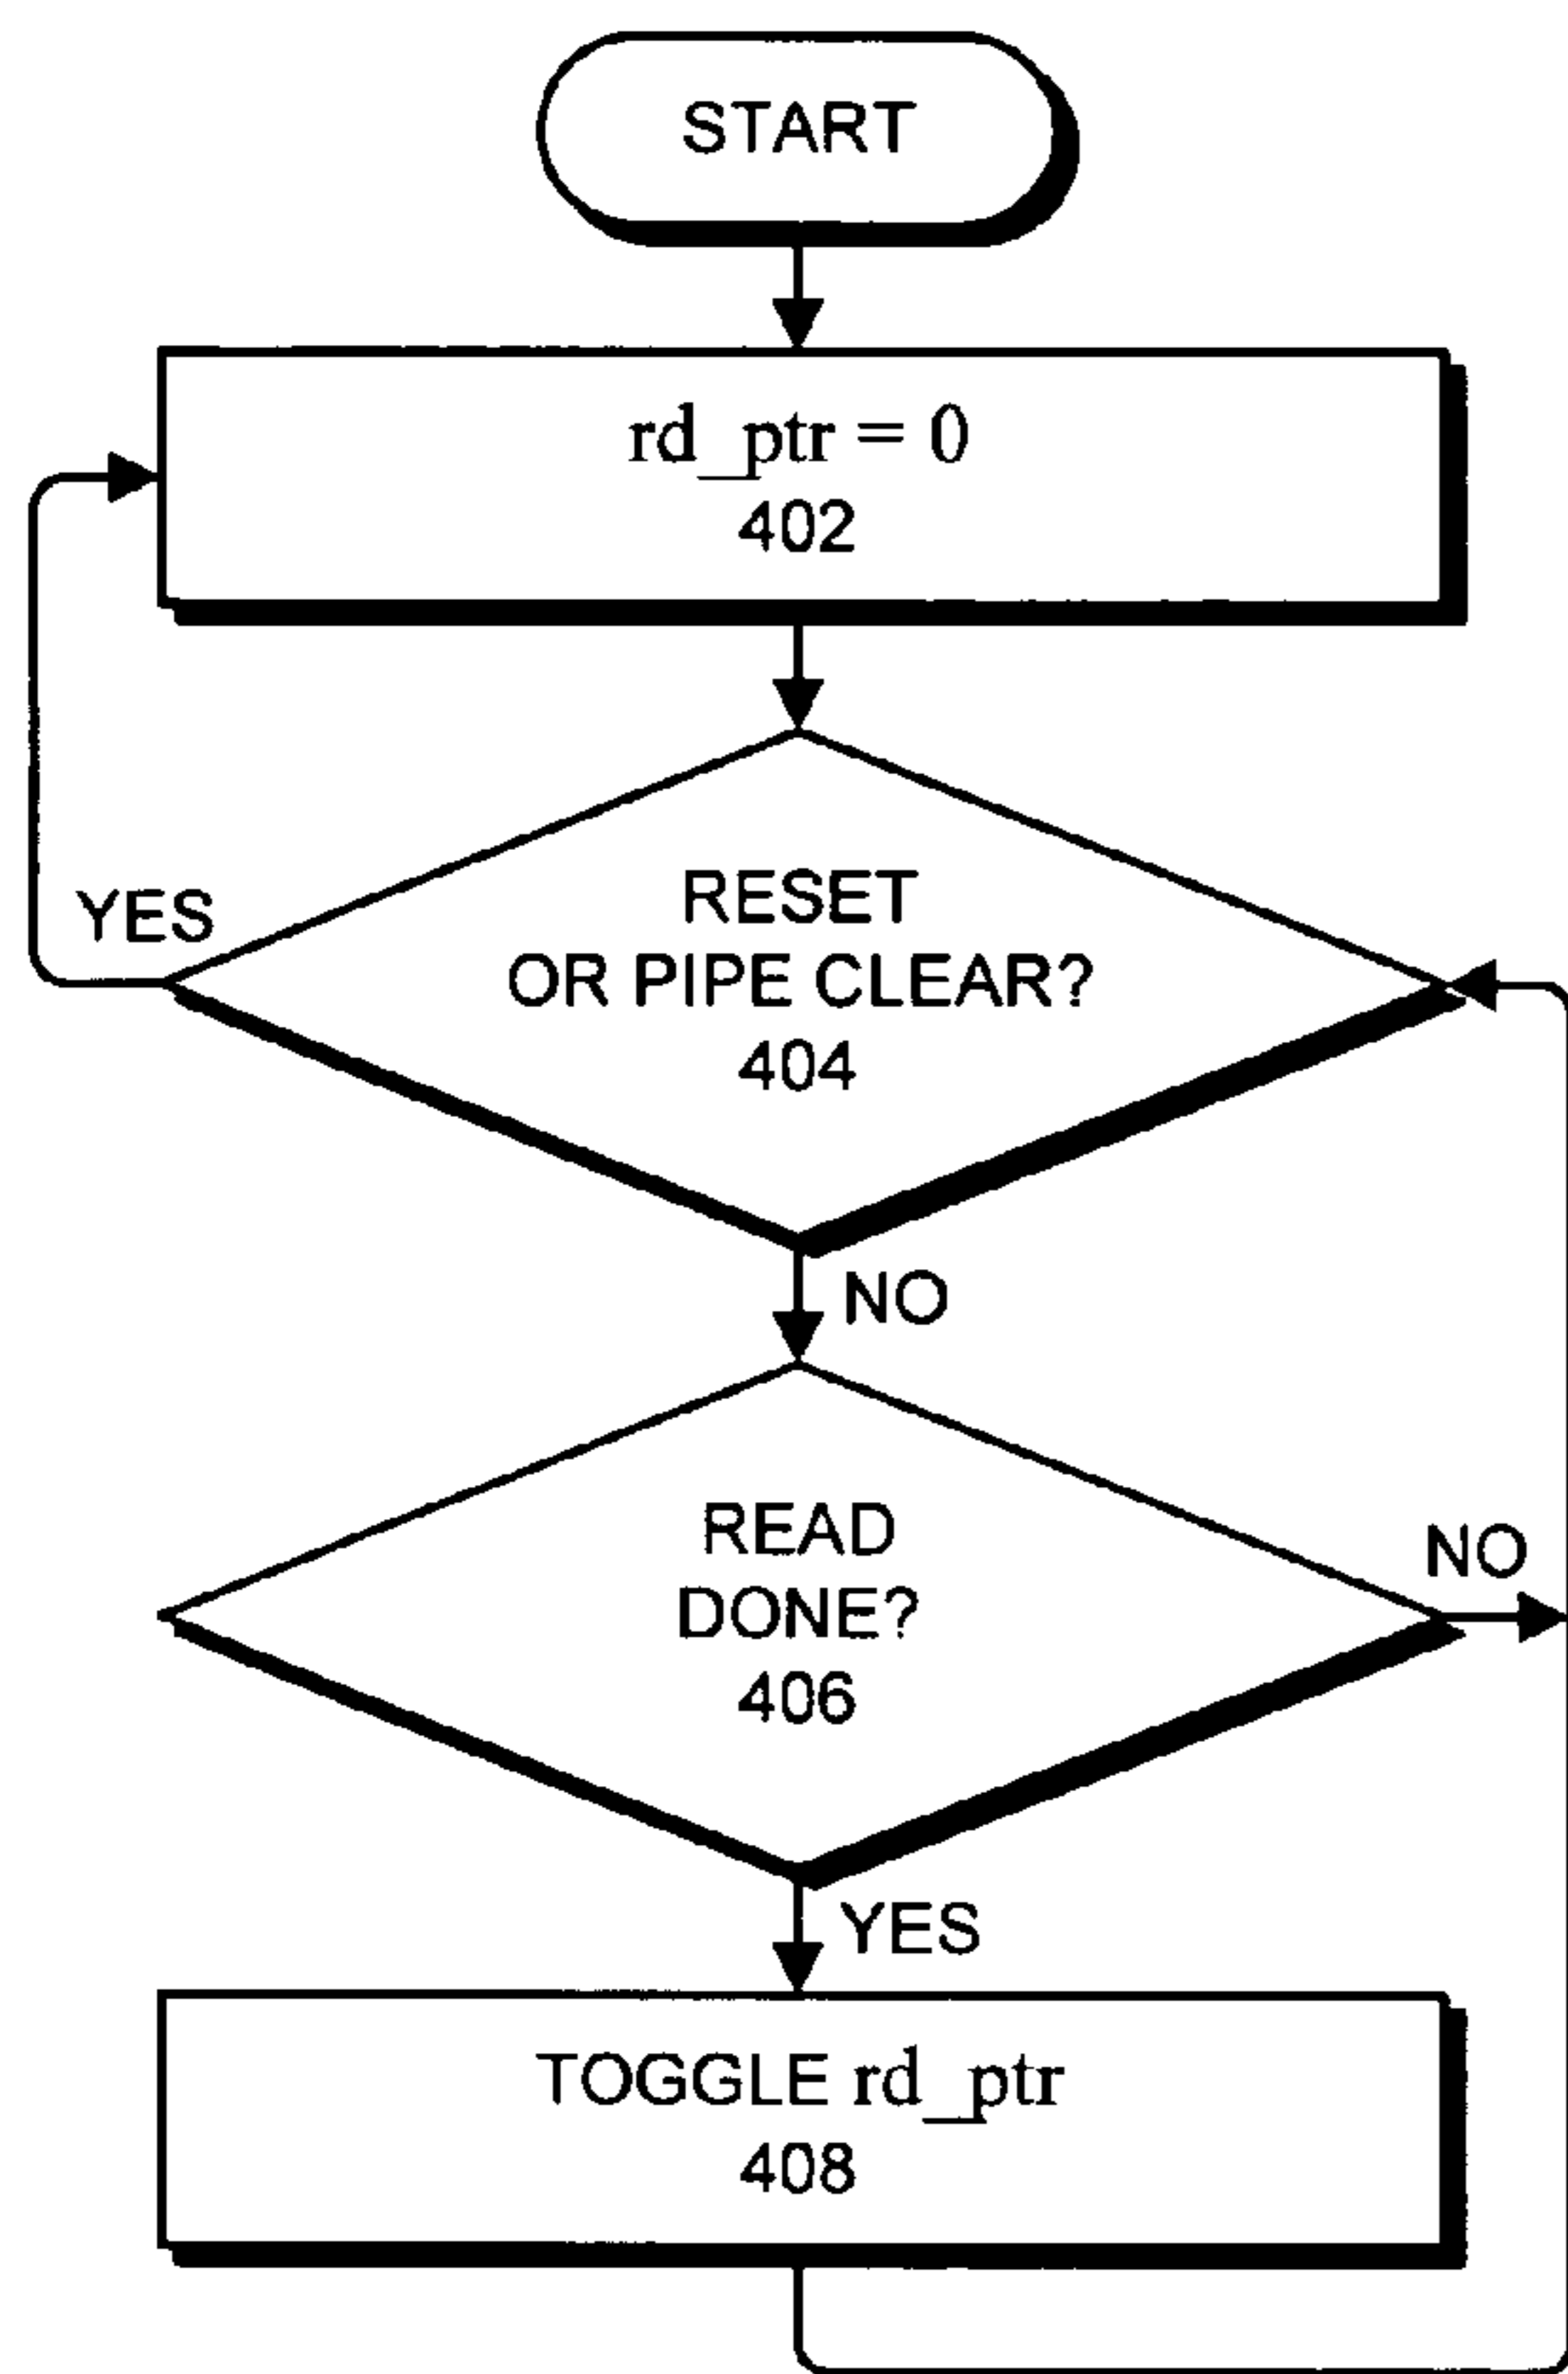 START
rd_ptr = 0
402
RESET
OR PIPE CLEAR?
404
YES
NO
READ
DONE?
406
NO
YES
TOGGLE rd_ptr
408